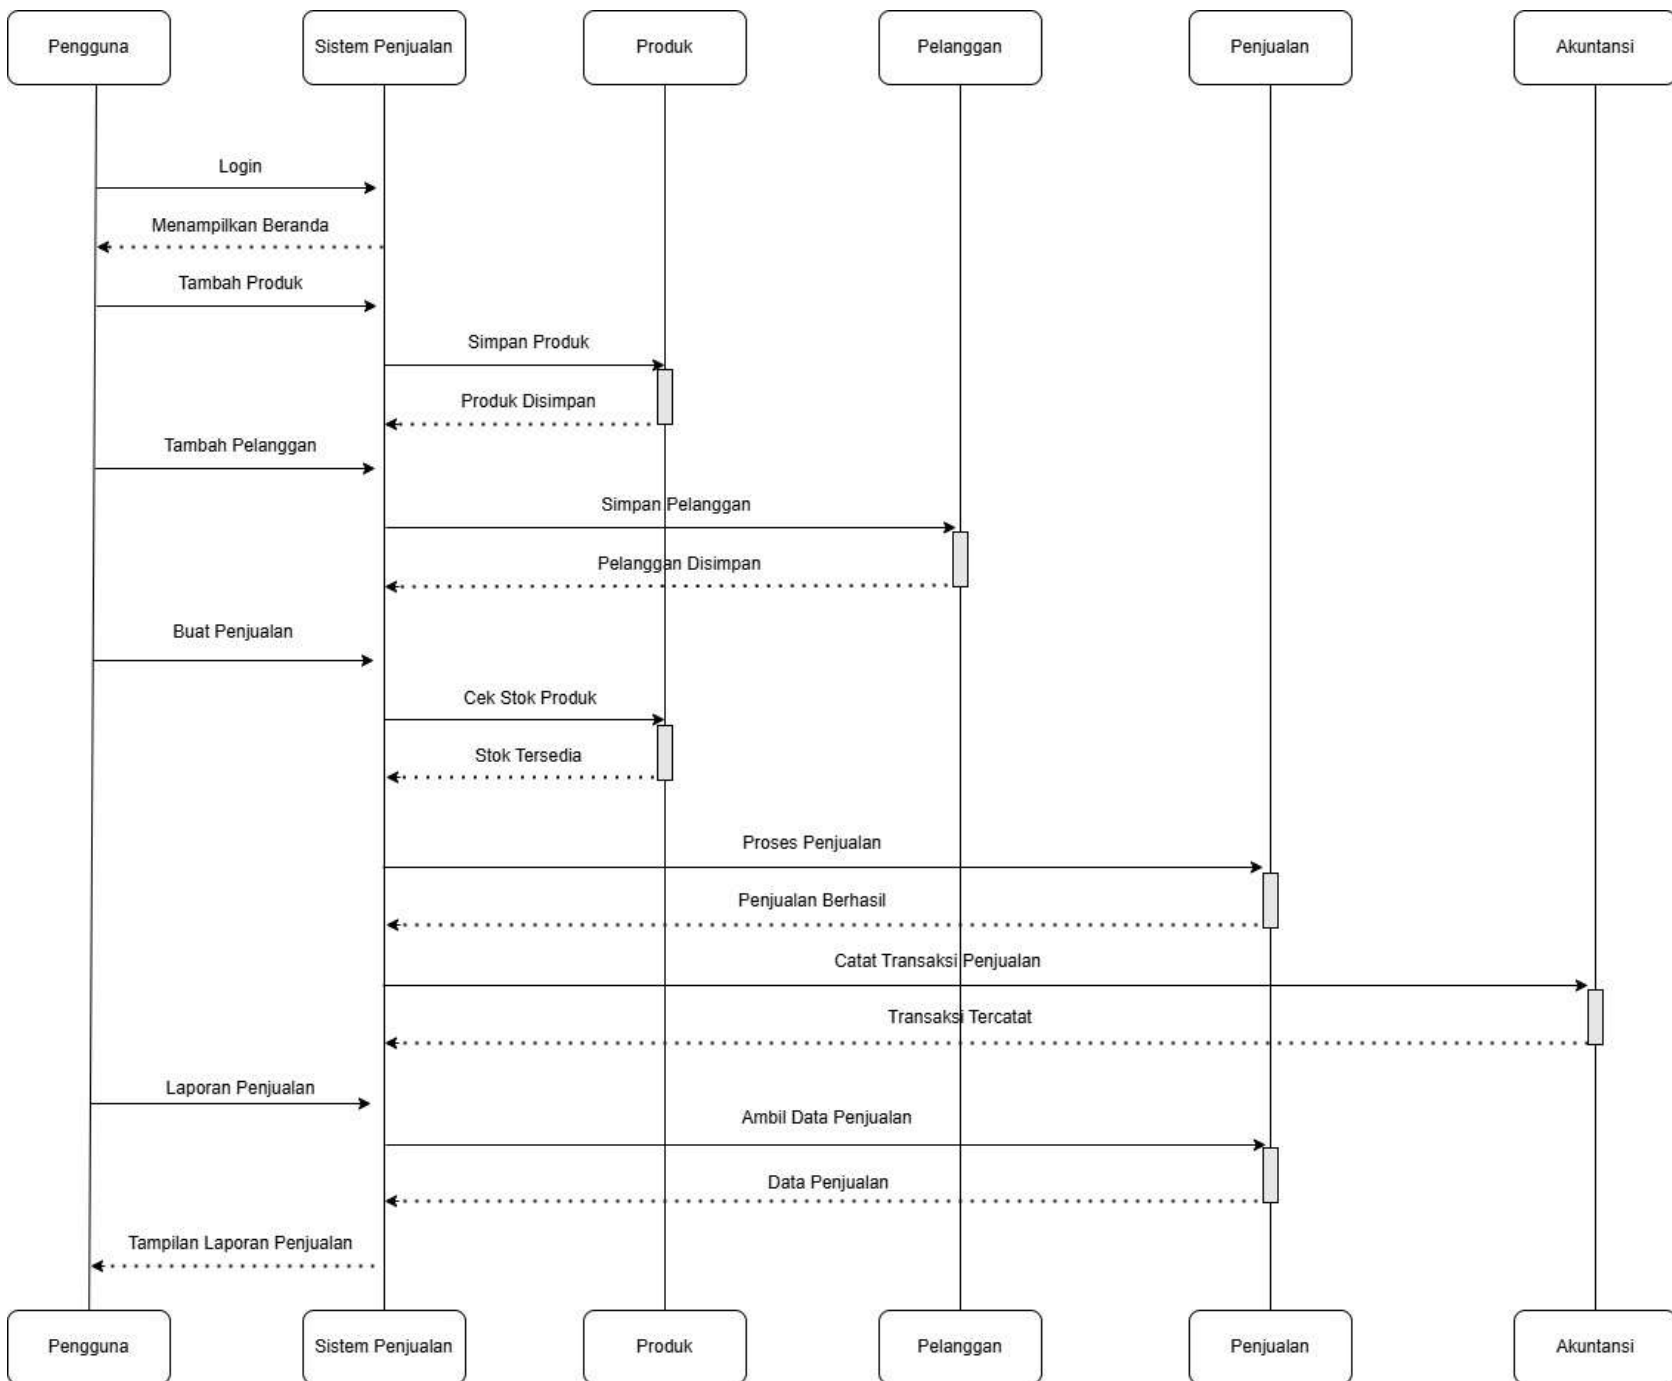 Pengguna
Sistem Penjualan
Produk
Pelanggan
Penjualan
Akuntansi
Login
Menampilkan Beranda
Tambah Produk
Simpan Produk
Produk Disimpan
Tambah Pelanggan
Simpan Pelanggan
Pelanggan Disimpan
Buat Penjualan
Cek Stok Produk
Stok Tersedia
Proses Penjualan
Penjualan Berhasil
Catat Transaksi Penjualan
Transaksi Tercatat
Laporan Penjualan
Ambil Data Penjualan
Data Penjualan
Tampilan Laporan Penjualan
Pengguna
Sistem Penjualan
Produk
Pelanggan
Penjualan
Akuntansi